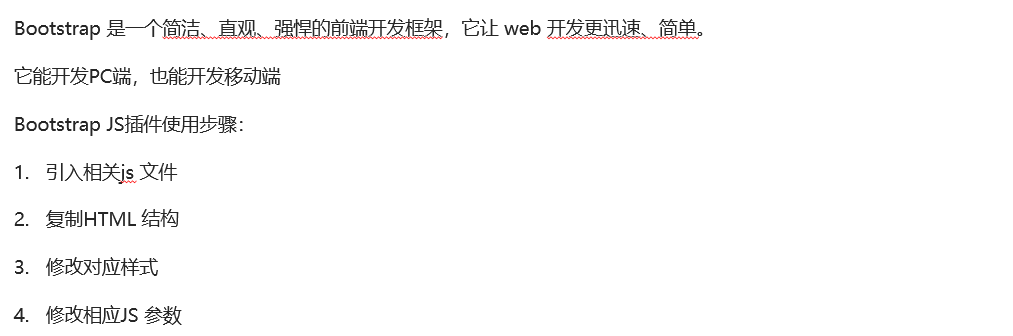 Bootstrap 是一个简洁、直观、强悍的前端开发框架，它让 web 开发更迅速、简单。
它能开发PC端，也能开发移动端
Bootstrap JS插件使用步骤：
1. 引入相关js 文件
2. 复制HTML 结构
3. 修改对应样式
4. 修改相应JS 参数